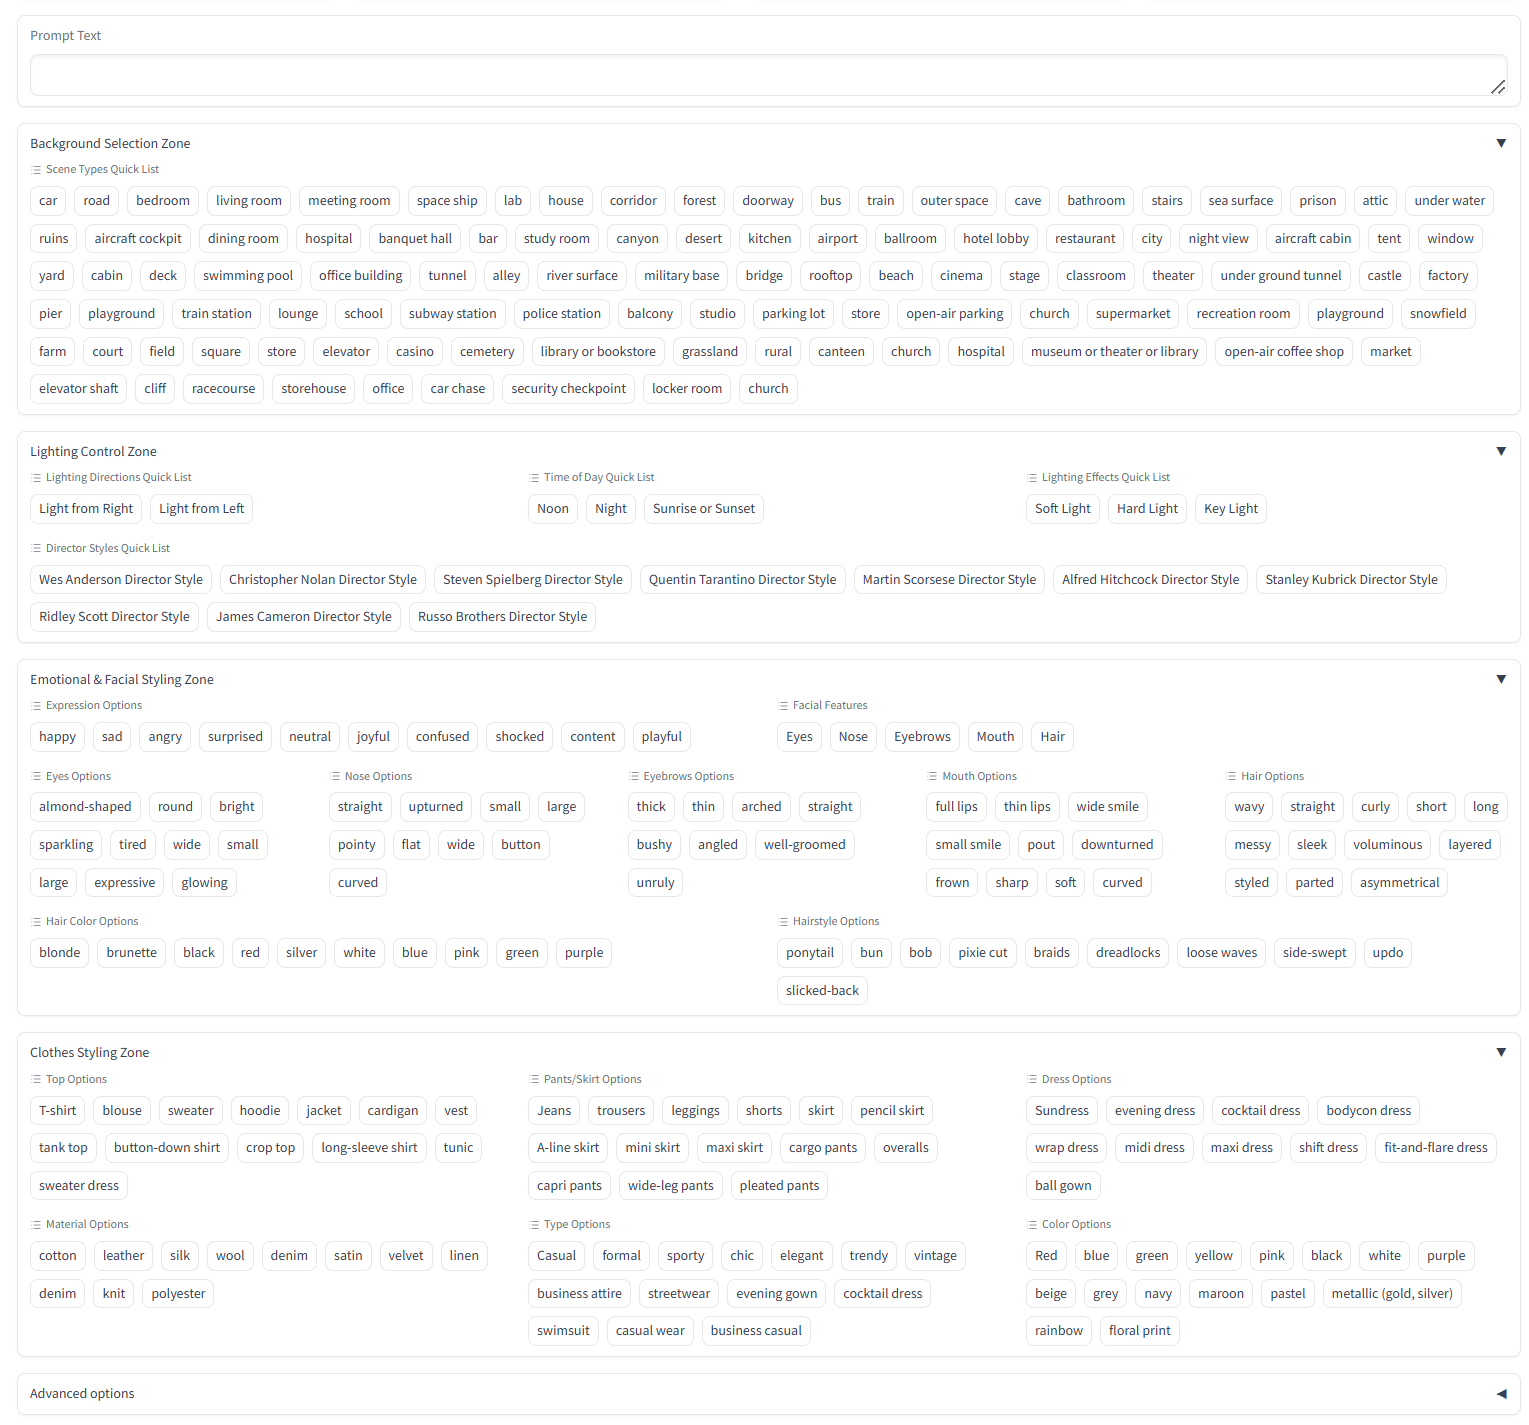 Prompt Text
Background Selection Zone
Scene Types Quick List
car road bedroom living room meeting room space ship lab house corridor forest doorway bus train outer space cave bathroom stairs sea surface prison attic under water
ruins aircraft cockpit dining room hospital banquet hall bar study room canyon desert kitchen airport ballroom hotel lobby restaurant city night view aircraft cabin tent window
yard cabin deck swimming pool office building tunnel alley river surface military base bridge rooftop beach cinema stage classroom theater under ground tunnel castle factory
pier playground train station lounge school subway station police station balcony studio parking lot store open-air parking church supermarket recreation room playground snowfield
farm court field square store elevator casino cemetery library or bookstore grassland rural canteen church hospital museum or theater or library open-air coffee shop market
elevator shaft cliff racecourse storehouse office car chase security checkpoint locker room church
Lighting Control Zone
Lighting Directions Quick List Time of Day Quick List Lighting Effects Quick List
Light from Right Light from Left Noon Night Sunrise or Sunset Soft Light Hard Light Key Light
Director Styles Quick List
Wes Anderson Director Style Christopher Nolan Director Style Steven Spielberg Director Style Quentin Tarantino Director Style Martin Scorsese Director Style Alfred Hitchcock Director Style Stanley Kubrick Director Style
Ridley Scott Director Style James Cameron Director Style Russo Brothers Director Style
Emotional & Facial Styling Zone
Expression Options Facial Features
happy sad angry surprised neutral joyful confused shocked content playful Eyes Nose Eyebrows Mouth Hair
Eyes Options Nose Options Eyebrows Options Mouth Options Hair Options
almond-shaped round bright straight upturned small large thick thin arched straight full lips thin lips wide smile wavy straight curly short long
sparkling tired wide small pointy flat wide button bushy angled well-groomed small smile pout downturned messy sleek voluminous layered
large expressive glowing curved unruly frown sharp soft curved styled parted asymmetrical
Hair Color Options Hairstyle Options
blonde brunette black red silver white blue pink green purple ponytail bun bob pixie cut braids dreadlocks loose waves side-swept updo
slicked-back
Clothes Styling Zone
Top Options Pants/Skirt Options Dress Options
T-shirt blouse sweater hoodie jacket cardigan vest Jeans trousers leggings shorts skirt pencil skirt Sundress evening dress cocktail dress bodycon dress
tank top button-down shirt crop top long-sleeve shirt tunic A-line skirt mini skirt maxi skirt cargo pants overalls wrap dress midi dress maxi dress shift dress fit-and-flare dress
sweater dress capri pants wide-leg pants pleated pants ball gown
Material Options Type Options Color Options
cotton leather silk wool denim satin velvet linen Casual formal sporty chic elegant trendy vintage Red blue green yellow pink black white purple
denim knit polyester business attire streetwear evening gown cocktail dress beige grey navy maroon pastel metallic (gold, silver)
swimsuit casual wear business casual rainbow floral print
Advanced options